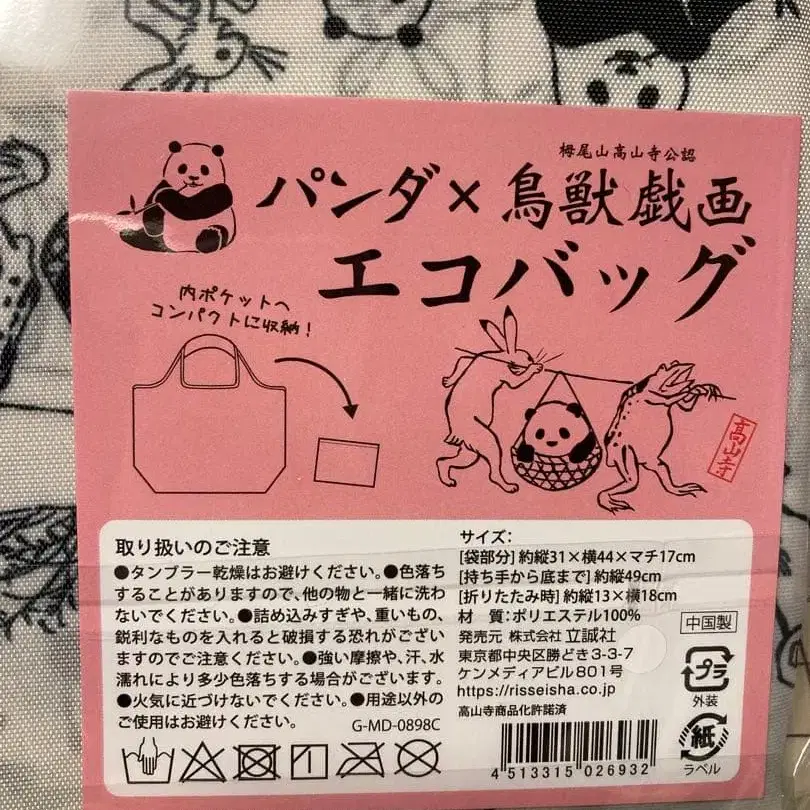 栂尾山高山寺公認
パンダ×鳥獣戯画
エコバッグ
内ポケットへ
コンパクトに収納!
高山寺
取り扱いのご注意
●タンブラー乾燥はお避けください。●色落ち
することがありますので、他の物と一緒に洗わ
ないでください。●詰め込みすぎや、重いもの、
鋭利なものを入れると破損する恐れがござい
ますのでご注意ください。●強い摩擦や、汗、水
濡れにより多少色落ちする場合がございます。
●火気に近づけないでください。●用途以外の
ご使用はお避けください。
G-MD-0898C
サイズ:
[袋部分] 約縦31×横44×マチ17cm
[持ち手から底まで] 約縦49cm
[折りたたみ時] 約縦13×横18cm
材 質:ポリエステル100%
発売元 株式会社 立誠社
東京都中央区勝どき3-3-7
ケンメディアビル801号
https://risseisha.co.jp
高山寺商品化許諾済
中国製
プラ
外装
紙
ラベル
4 513315 026932